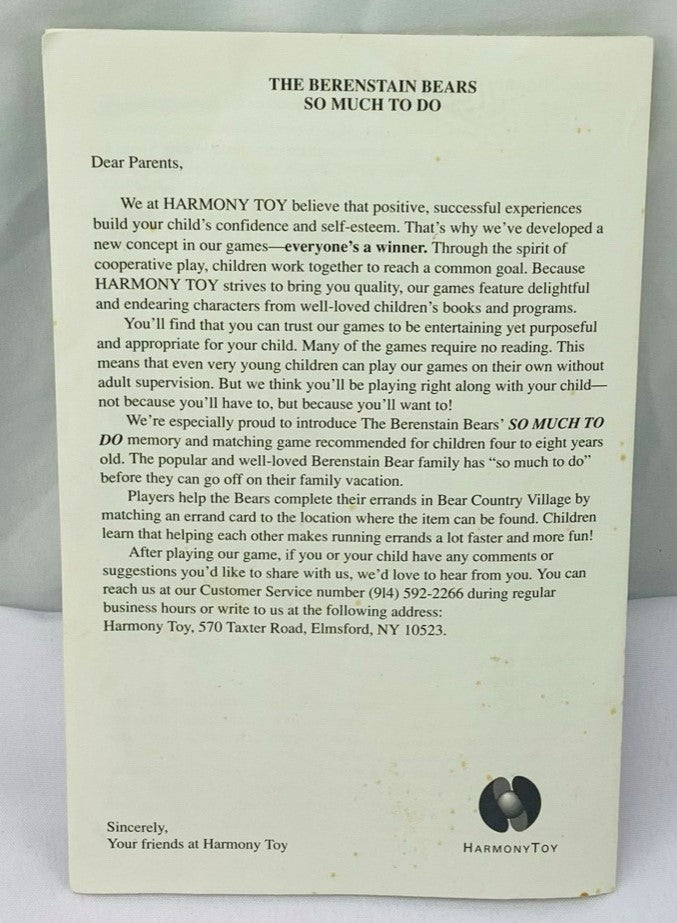 THE BERENSTAIN BEARS
SO MUCH TO DO
Dear Parents,
We at HARMONY TOY believe that positive, successful experiences
build your child's confidence and self-esteem. That's why we've developed a
new concept in our games—everyone's a winner. Through the spirit of
cooperative play, children work together to reach a common goal. Because
HARMONY TOY strives to bring you quality, our games feature delightful
and endearing characters from well-loved children's books and programs.
You'll find that you can trust our games to be entertaining yet purposeful
and appropriate for your child. Many of the games require no reading. This
means that even very young children can play our games on their own without
adult supervision. But we think you'll be playing right along with your child—
not because you'll have to, but because you'll want to!
We're especially proud to introduce The Berenstain Bears' SO MUCH TO
DO memory and matching game recommended for children four to eight years
old. The popular and well-loved Berenstain Bear family has "so much to do"
before they can go off on their family vacation.
Players help the Bears complete their errands in Bear Country Village by
matching an errand card to the location where the item can be found. Children
learn that helping each other makes running errands a lot faster and more fun!
After playing our game, if you or your child have any comments or
suggestions you'd like to share with us, we'd love to hear from you. You can
reach us at our Customer Service number (914) 592-2266 during regular
business hours or write to us at the following address:
Harmony Toy, 570 Taxter Road, Elmsford, NY 10523.
Sincerely,
Your friends at Harmony Toy
HARMONYTOY